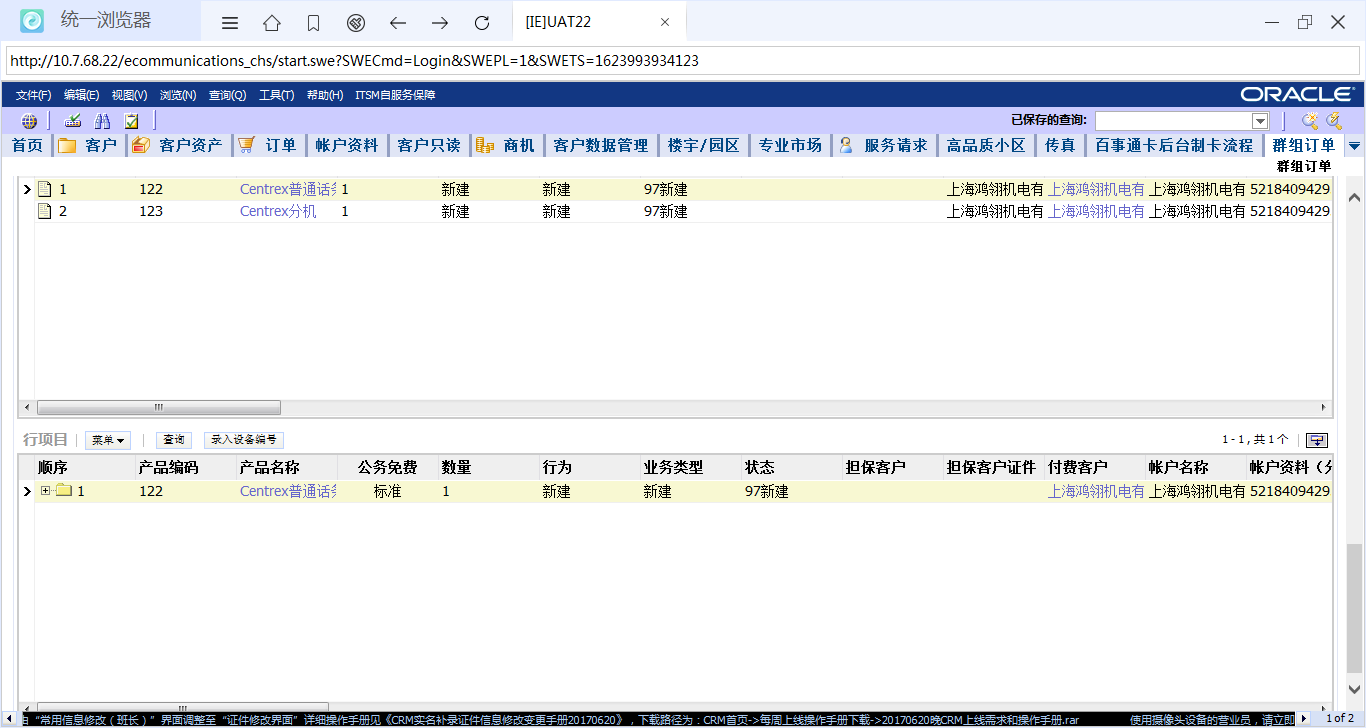 统一浏览器
[IE]UAT22
http://10.7.68.22/ecommunications_chs/start.swe?SWECmd=Login&SWEPL=1&SWETS=1623993934123
文件(F) 编辑(E) 视图(V) 浏览(N) 查询(Q) 工具(T) 帮助(H) ITSM自服务保障 ORACLE
已保存的查询:
首页 客户 客户资产 订单 帐户资料 客户只读 商机 客户数据管理 楼宇/园区 专业市场 服务请求 高品质小区 传真 百事通卡后台制卡流程 群组订单
群组订单
1 122 Centrex普通话务 1 新建 新建 97新建 上海鸿翎机电有 上海鸿翎机电有 上海鸿翎机电有 5218409429
2 123 Centrex分机 1 新建 新建 97新建 上海鸿翎机电有 上海鸿翎机电有 上海鸿翎机电有 5218409429
行项目 菜单 查询 录入设备编号 1-1,共1个
顺序 产品编码 产品名称 公务免费 数量 行为 业务类型 状态 担保客户 担保客户证件 付费客户 帐户名称 帐户资料（分
1 122 Centrex普通话务 标准 1 新建 新建 97新建 上海鸿翎机电有 上海鸿翎机电有 5218409429
“常用信息修改（班长）”界面调整至“证件修改界面”详细操作手册见《CRM实名补录证件信息修改变更手册20170620》，下载路径为：CRM首页->每周上线操作手册下载->20170620晚CRM上线需求和操作手册.rar 使用摄像头设备的营业员，请立即 1 of 2